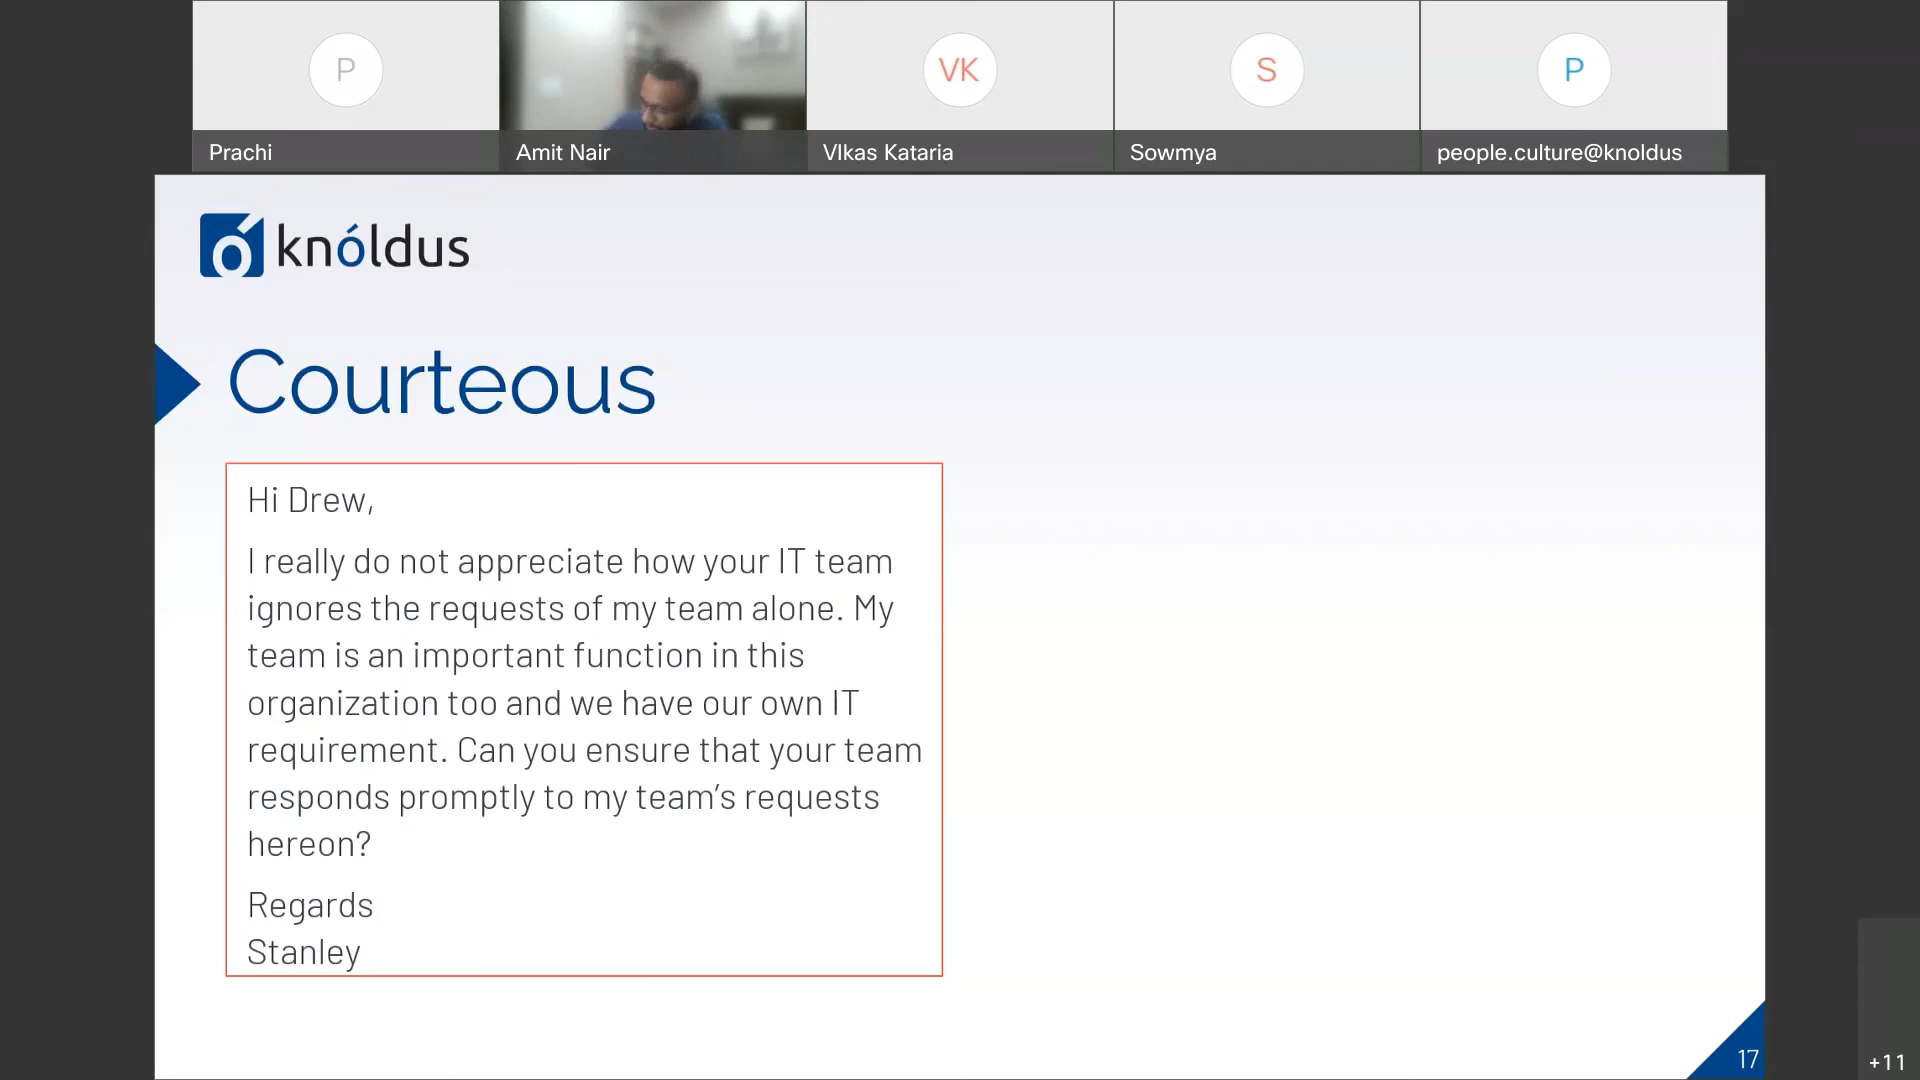 P
VK
S
P
Prachi
Amit Nair
VIkas Kataria
Sowmya
people.culture@knoldus
knóldus
Courteous
Hi Drew,
I really do not appreciate how your IT team
ignores the requests of my team alone. My
team is an important function in this
organization too and we have our own IT
requirement. Can you ensure that your team
responds promptly to my team’s requests
hereon?
Regards
Stanley
17
+11